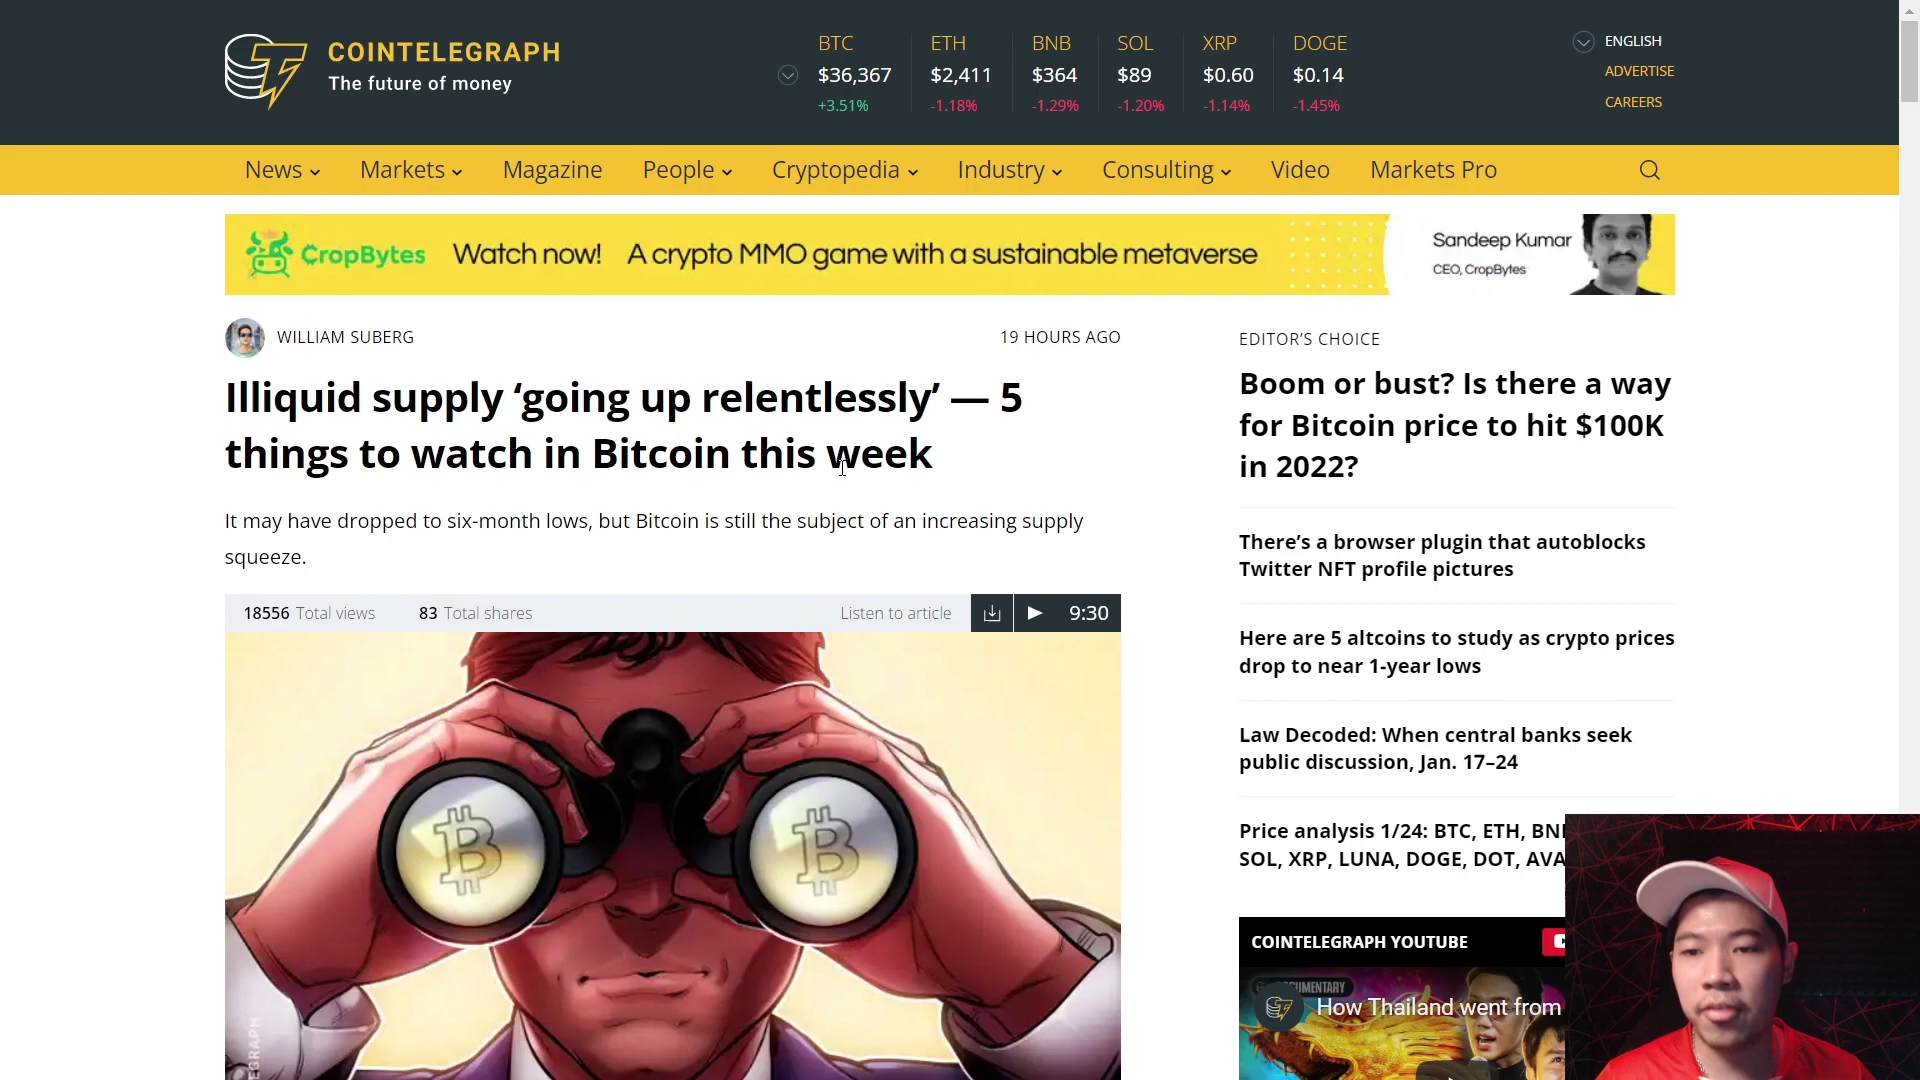 COINTELEGRAPH
The future of money
BTC ETH BNB SOL XRP DOGE
$36,367 $2,411 $364 $89 $0.60 $0.14
+3.51% -1.18% -1.29% -1.20% -1.14% -1.45%
ENGLISH
ADVERTISE
CAREERS
News Markets Magazine People Cryptopedia Industry Consulting Video Markets Pro
CropBytes Watch now! A crypto MMO game with a sustainable metaverse
Sandeep Kumar
CEO, CropBytes
WILLIAM SUBERG 19 HOURS AGO
Illiquid supply ‘going up relentlessly’ — 5
things to watch in Bitcoin this week
It may have dropped to six-month lows, but Bitcoin is still the subject of an increasing supply
squeeze.
18556 Total views 83 Total shares Listen to article 9:30
EDITOR’S CHOICE
Boom or bust? Is there a way
for Bitcoin price to hit $100K
in 2022?
There’s a browser plugin that autoblocks
Twitter NFT profile pictures
Here are 5 altcoins to study as crypto prices
drop to near 1-year lows
Law Decoded: When central banks seek
public discussion, Jan. 17–24
Price analysis 1/24: BTC, ETH, BN
SOL, XRP, LUNA, DOGE, DOT, AVA
COINTELEGRAPH YOUTUBE
How Thailand went from